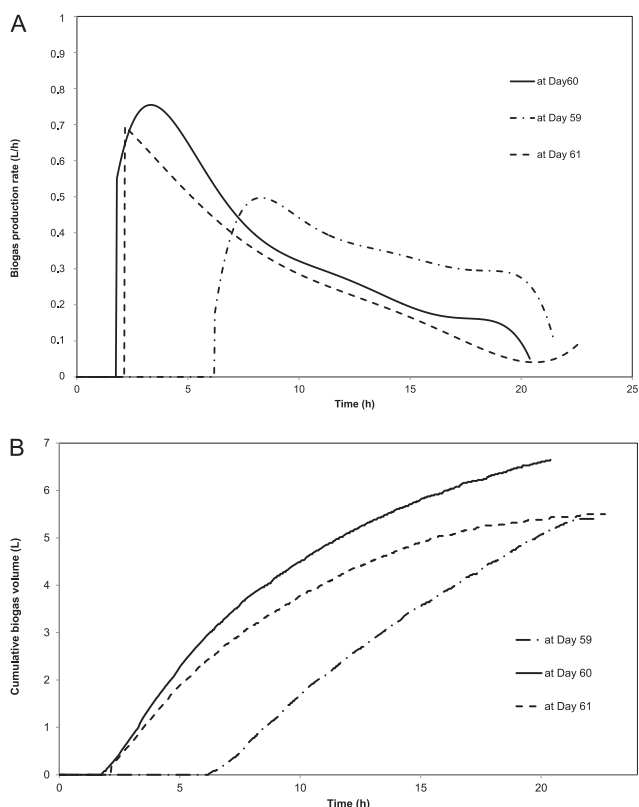 A
Biogas production rate (L/h)
1
0.9
0.8
0.7
0.6
0.5
0.4
0.3
0.2
0.1
0
0
5
10
15
20
25
Time (h)
at Day60
at Day 59
at Day 61
B
Cumulative biogas volume (L)
7
6
5
4
3
2
1
0
0
5
10
15
20
Time (h)
at Day 59
at Day 60
at Day 61